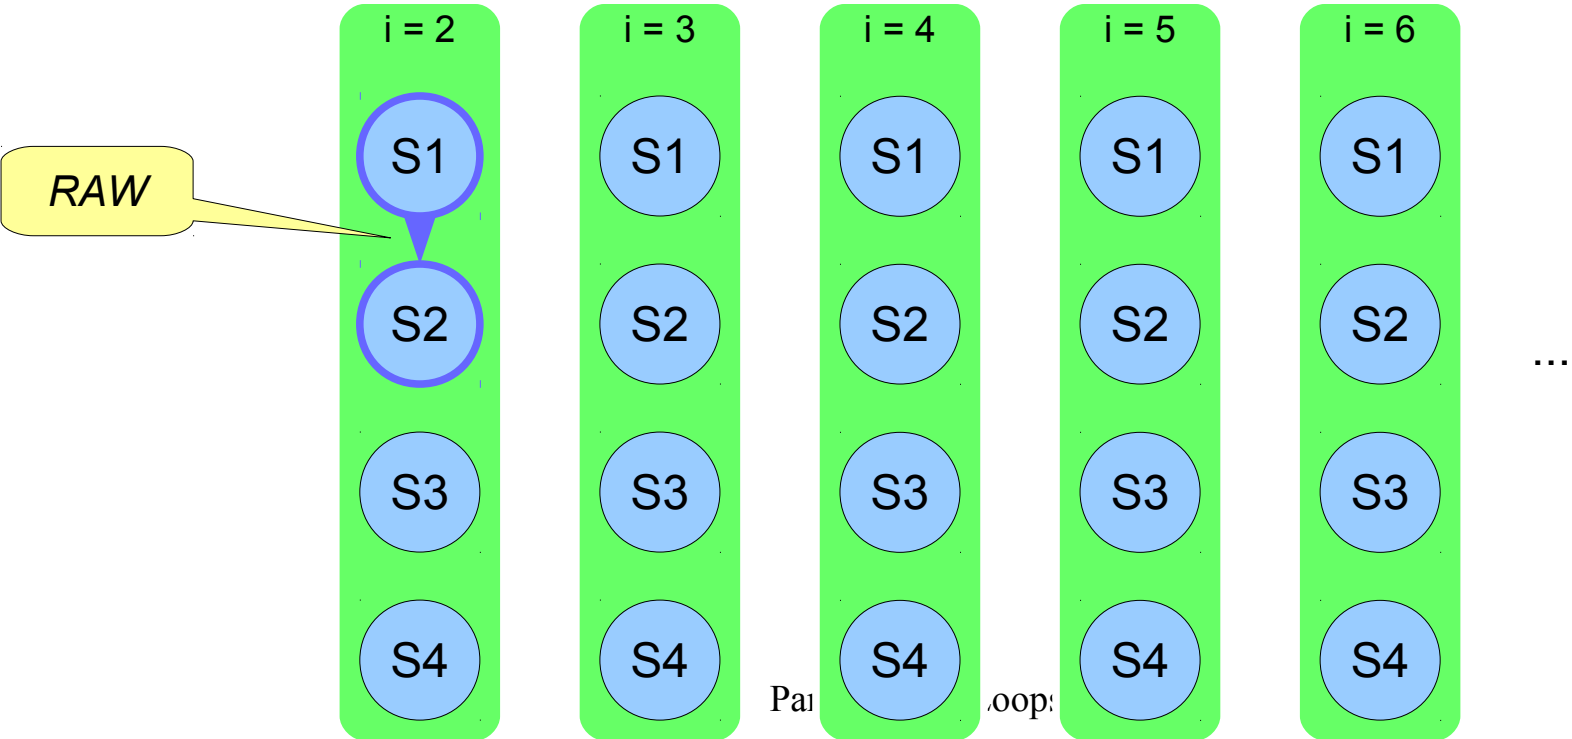 i = 2 i = 3 i = 4 i = 5 i = 6
S1 S1 S1 S1 S1
RAW
S2 S2 S2 S2 S2
...
S3 S3 S3 S3 S3
S4 S4 S4 S4 S4